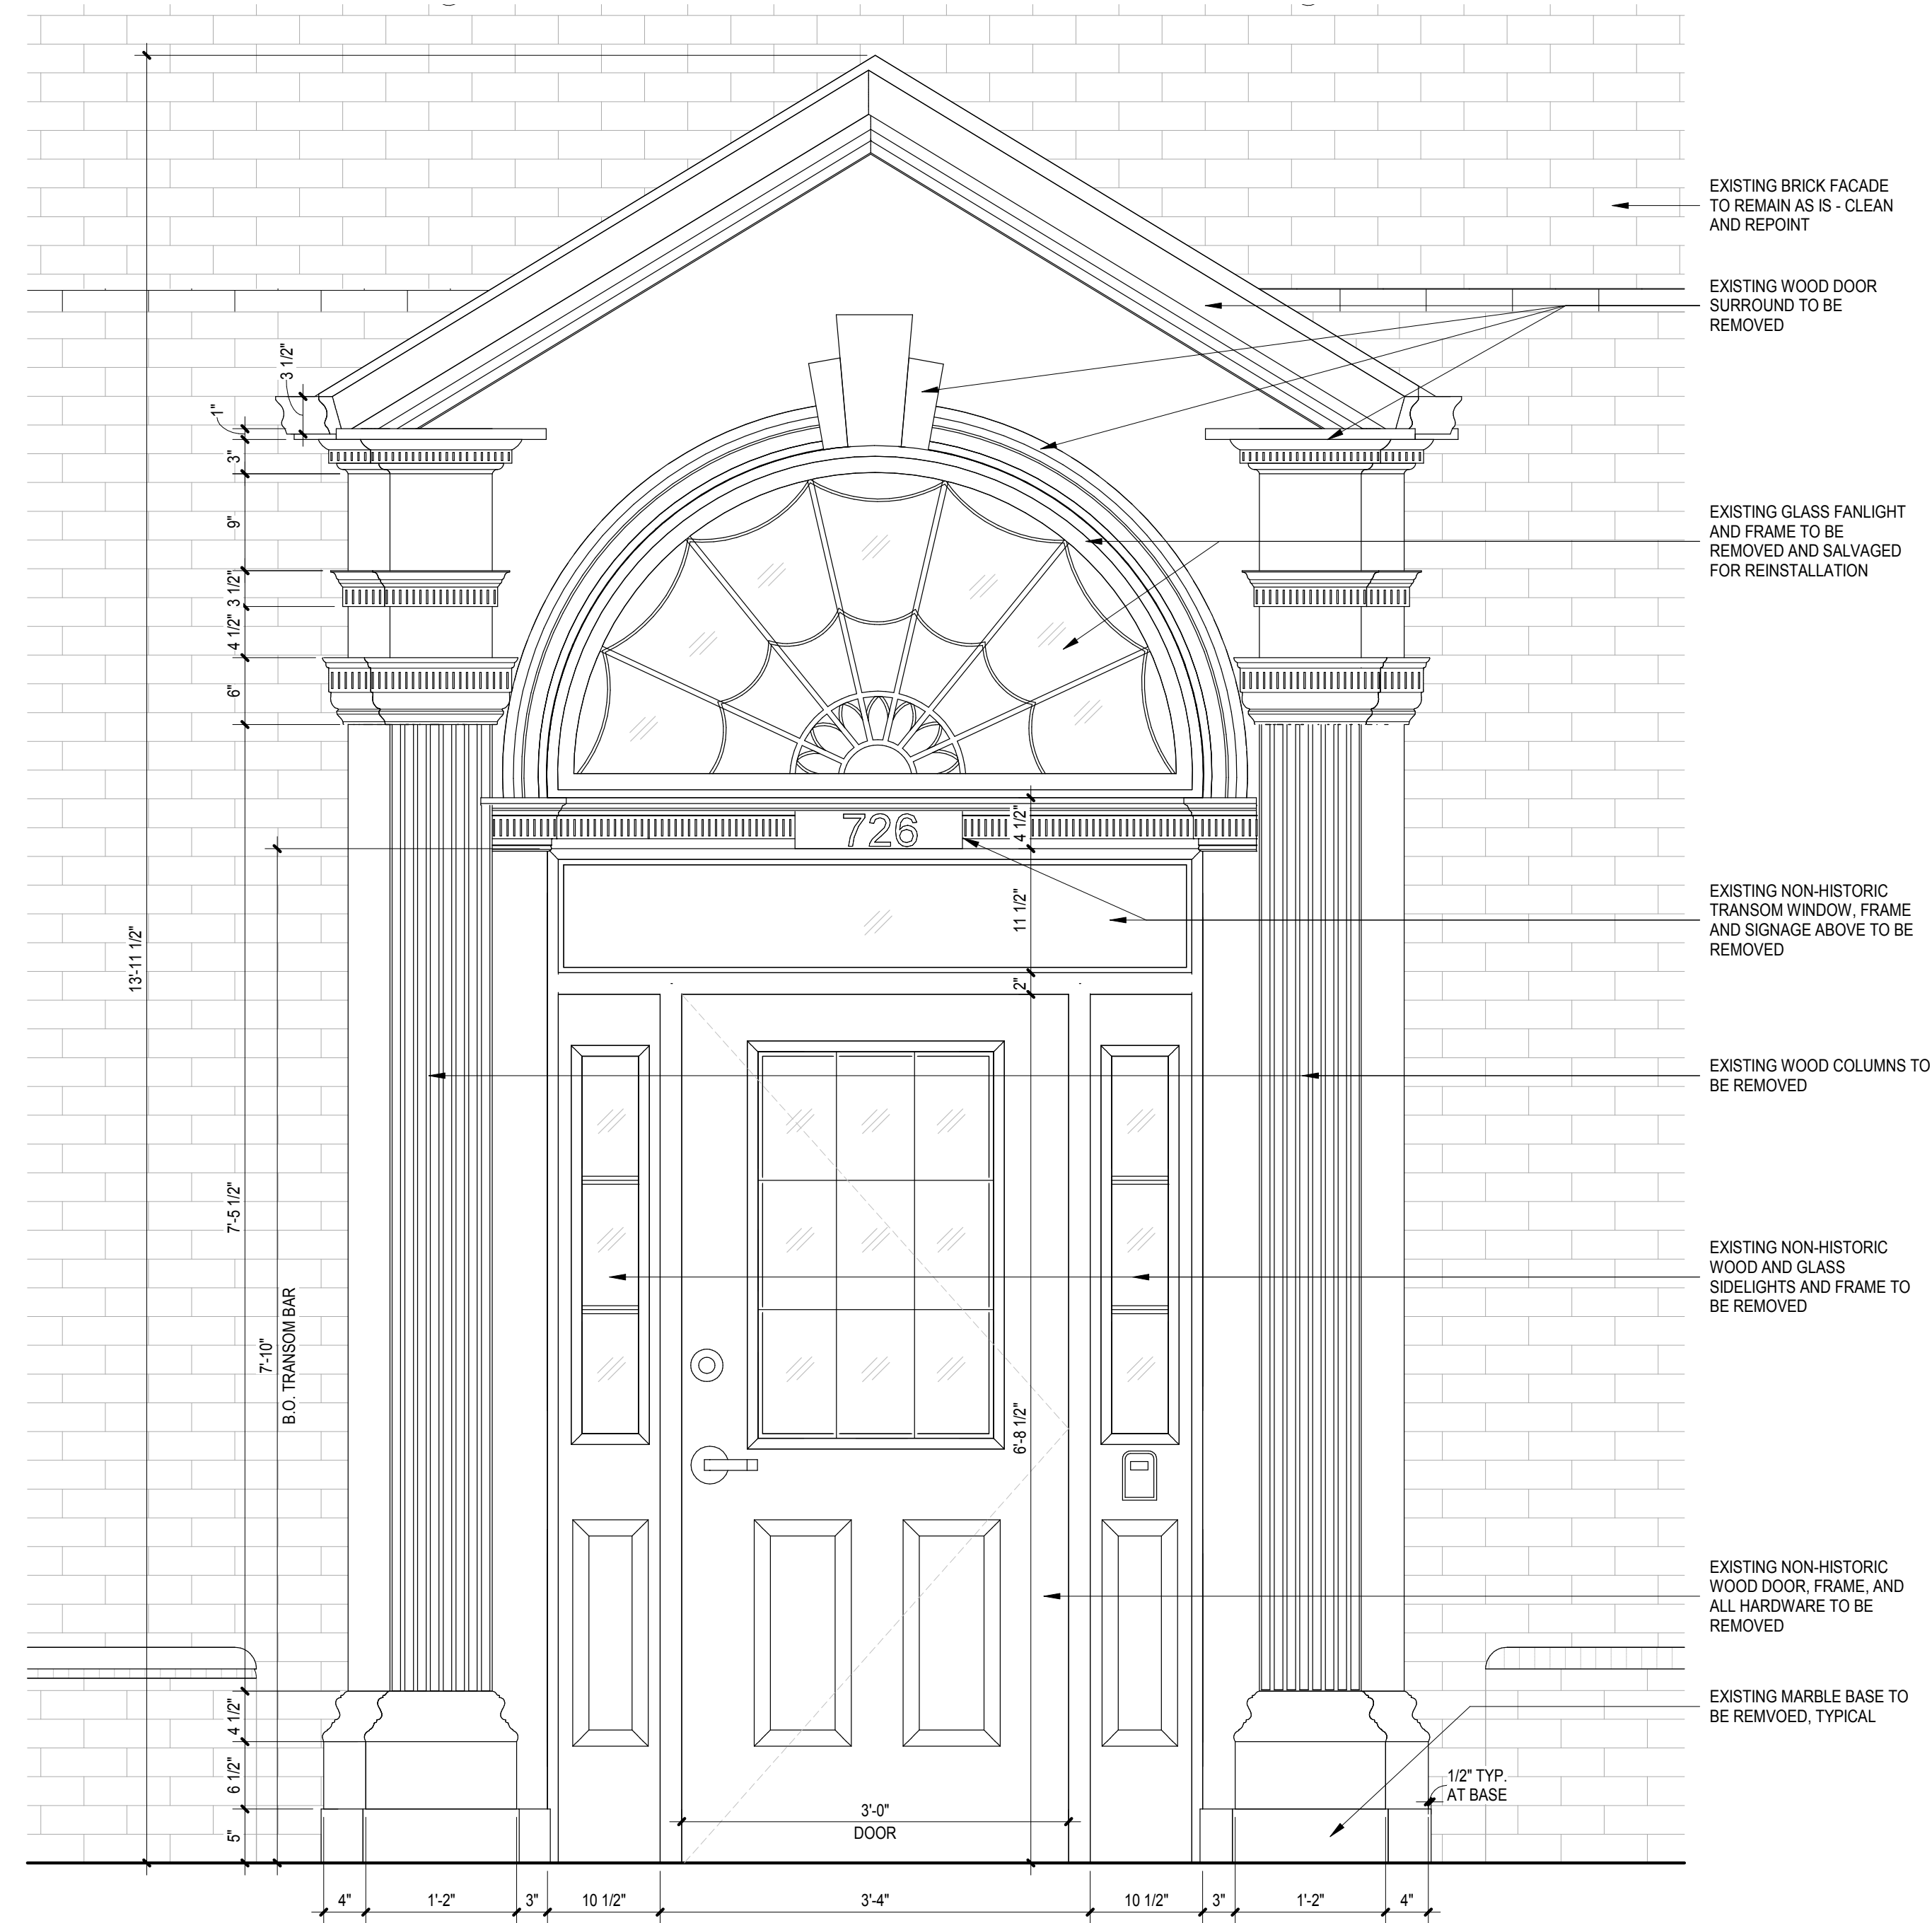 EXISTING BRICK FACADE
TO REMAIN AS IS - CLEAN
AND REPOINT
EXISTING WOOD DOOR
SURROUND TO BE
REMOVED
EXISTING GLASS FANLIGHT
AND FRAME TO BE
REMOVED AND SALVAGED
FOR REINSTALLATION
EXISTING NON-HISTORIC
TRANSOM WINDOW, FRAME
AND SIGNAGE ABOVE TO BE
REMOVED
EXISTING WOOD COLUMNS TO
BE REMOVED
EXISTING NON-HISTORIC
WOOD AND GLASS
SIDELIGHTS AND FRAME TO
BE REMOVED
EXISTING NON-HISTORIC
WOOD DOOR, FRAME, AND
ALL HARDWARE TO BE
REMOVED
EXISTING MARBLE BASE TO
BE REMVOED, TYPICAL
1/2" TYP.
AT BASE
726
3 1/2"
1"
3"
9"
3 1/2"
4 1/2"
6"
13'-11 1/2"
7'-5 1/2"
7'-10"
B.O. TRANSOM BAR
4 1/2"
6 1/2"
5"
4 1/2"
11 1/2"
2"
6'-8 1/2"
3'-0"
DOOR
4"
1'-2"
3"
10 1/2"
3'-4"
10 1/2"
3"
1'-2"
4"